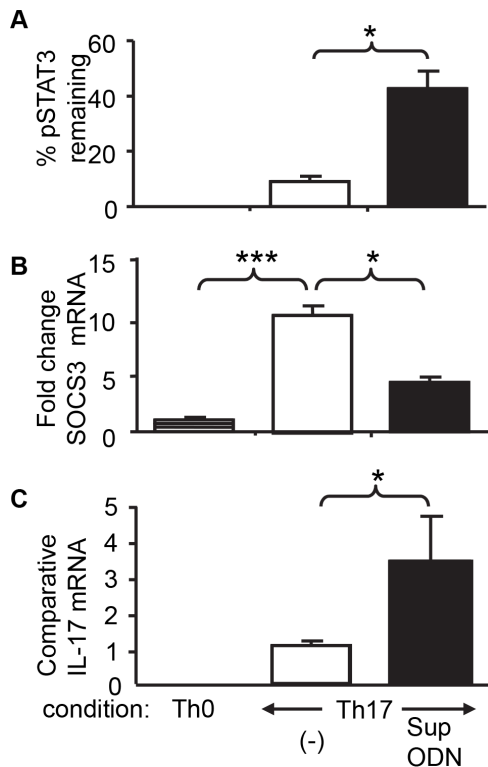 A
% pSTAT3
remaining
60
40
20
0
*
B
Fold change
SOCS3 mRNA
15
10
5
0
***
*
C
Comparative
IL-17 mRNA
5
4
3
2
1
0
*
condition: Th0 Th17
(-)
Sup
ODN